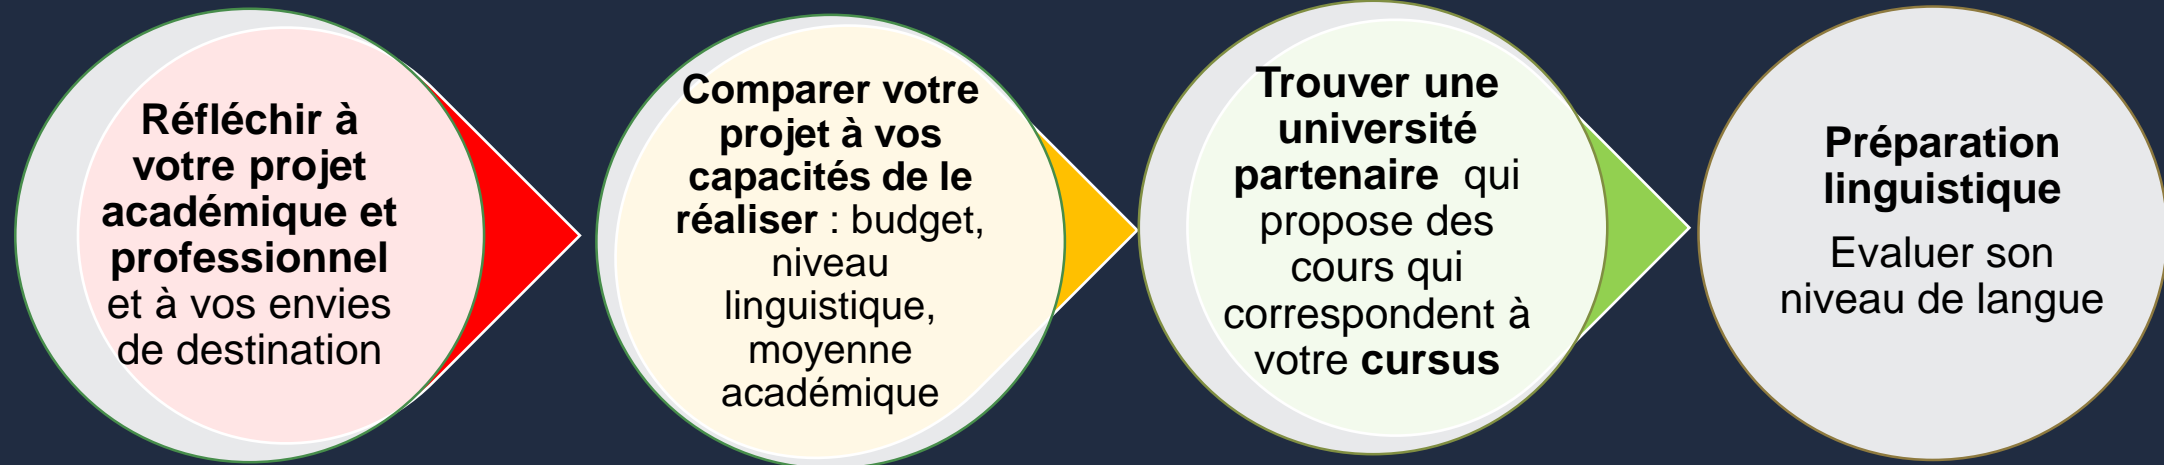 Réfléchir à
votre projet
académique et
professionnel
et à vos envies
de destination
Comparer votre
projet à vos
capacités de le
réaliser : budget,
niveau
linguistique,
moyenne
académique
Trouver une
université
partenaire qui
propose des
cours qui
correspondent à
votre cursus
Préparation
linguistique
Evaluer son
niveau de langue